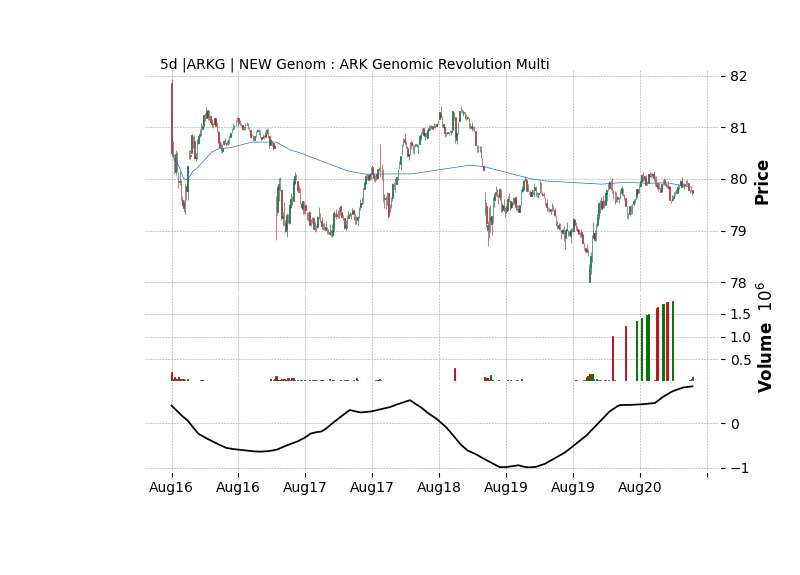 5d |ARKG | NEW Genom : ARK Genomic Revolution Multi
82
81
80
79
78
Price
1.5
1.0
0.5
Volume 10^6
0
−1
Aug16 Aug16 Aug17 Aug17 Aug18 Aug19 Aug19 Aug20